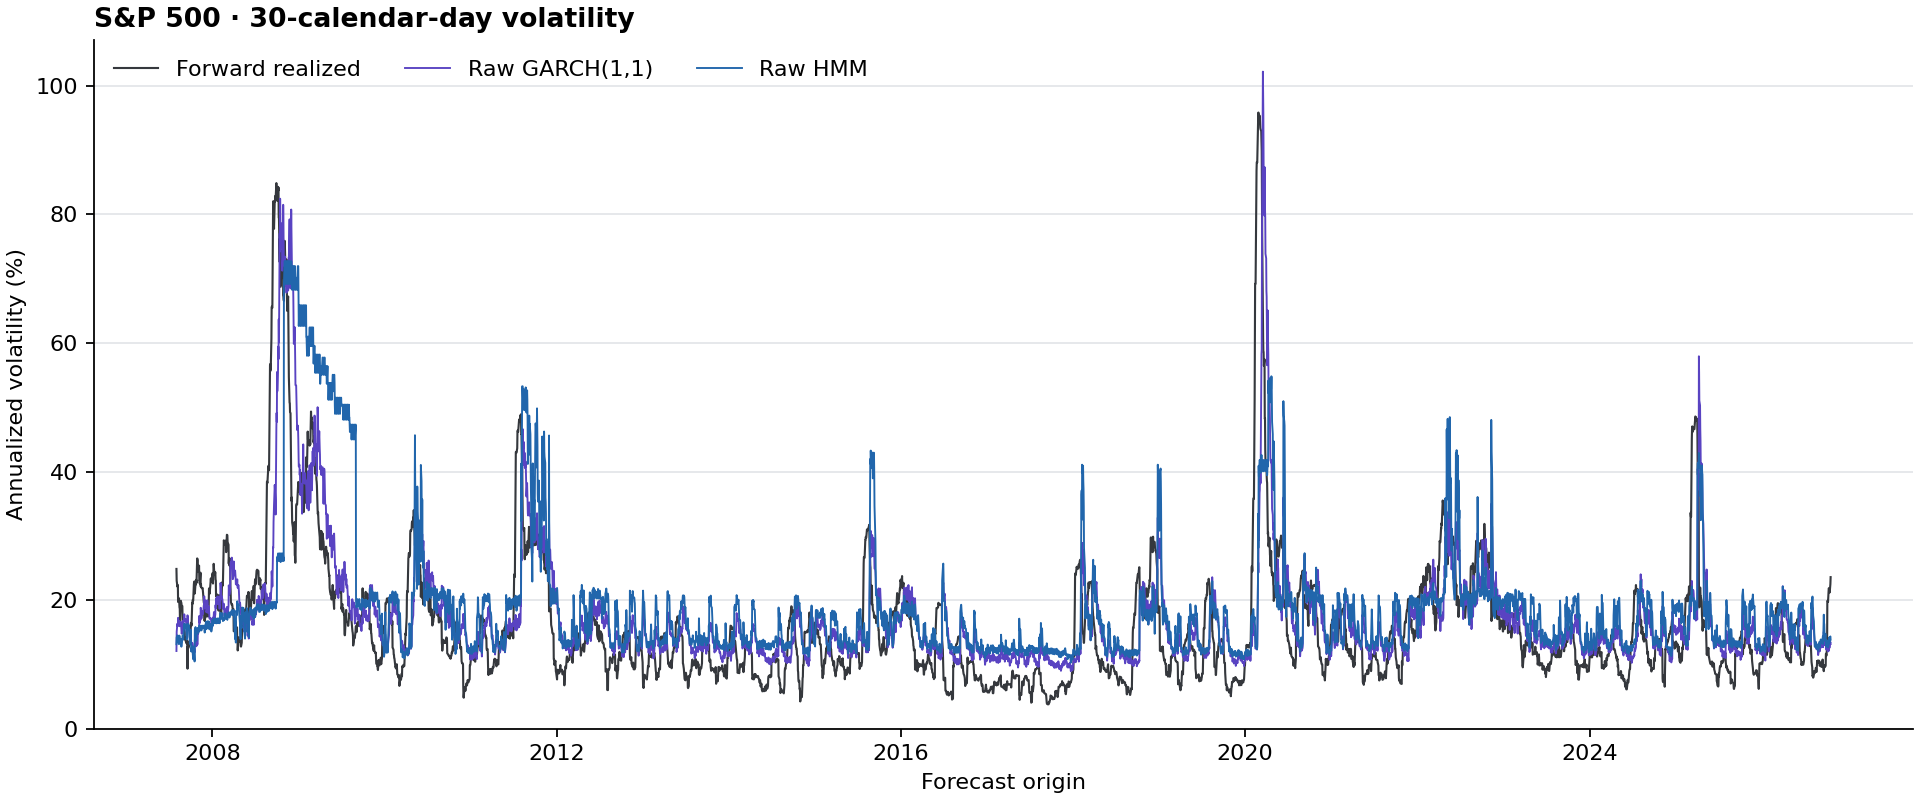 S&P 500 · 30-calendar-day volatility
Forward realized
Raw GARCH(1,1)
Raw HMM
Annualized volatility (%)
100
80
60
40
20
0
2008
2012
2016
2020
2024
Forecast origin